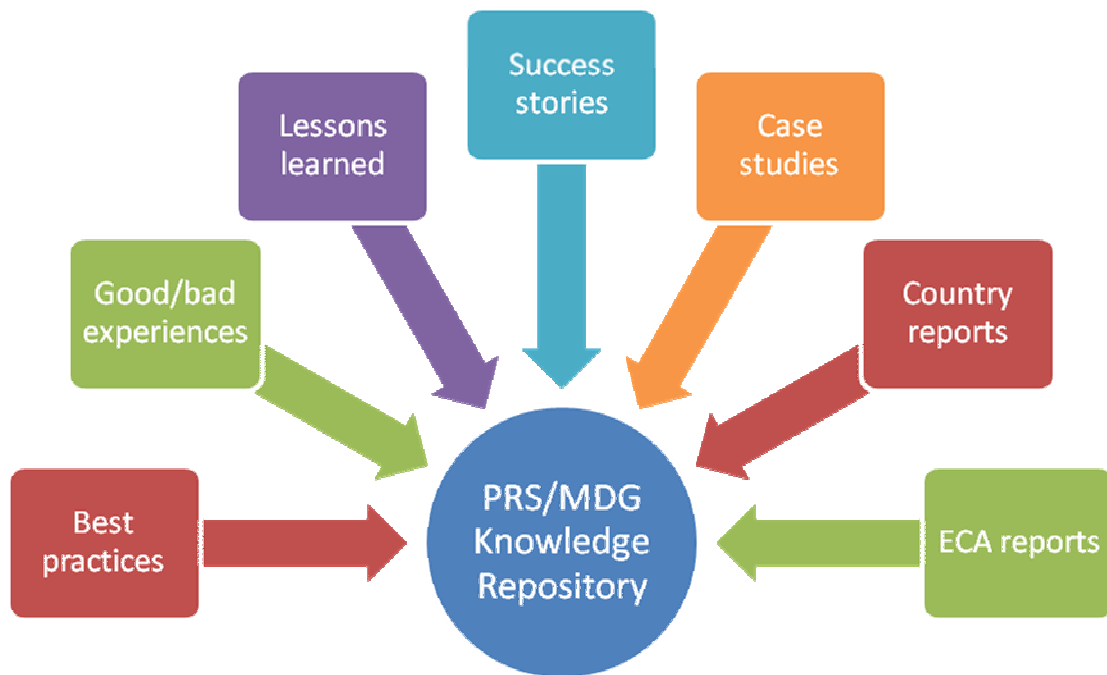 Success
stories
Lessons
learned
Case
studies
Good/bad
experiences
Country
reports
Best
practices
PRS/MDG
Knowledge
Repository
ECA reports